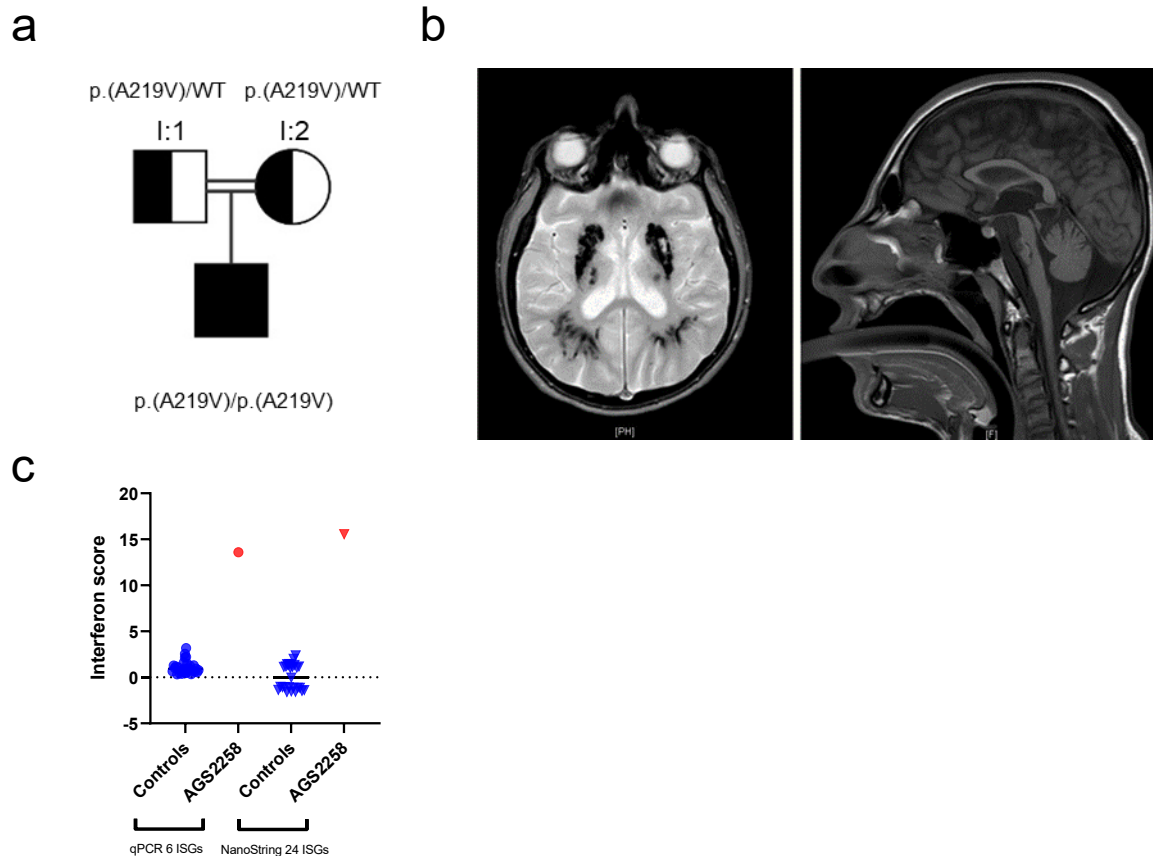 a
p.(A219V)/WT p.(A219V)/WT
I:1 I:2
p.(A219V)/p.(A219V)
b
[PH]
[F]
c
Interferon score
20
15
10
5
0
-5
Controls
AGS2258
Controls
AGS2258
qPCR 6 ISGs
NanoString 24 ISGs